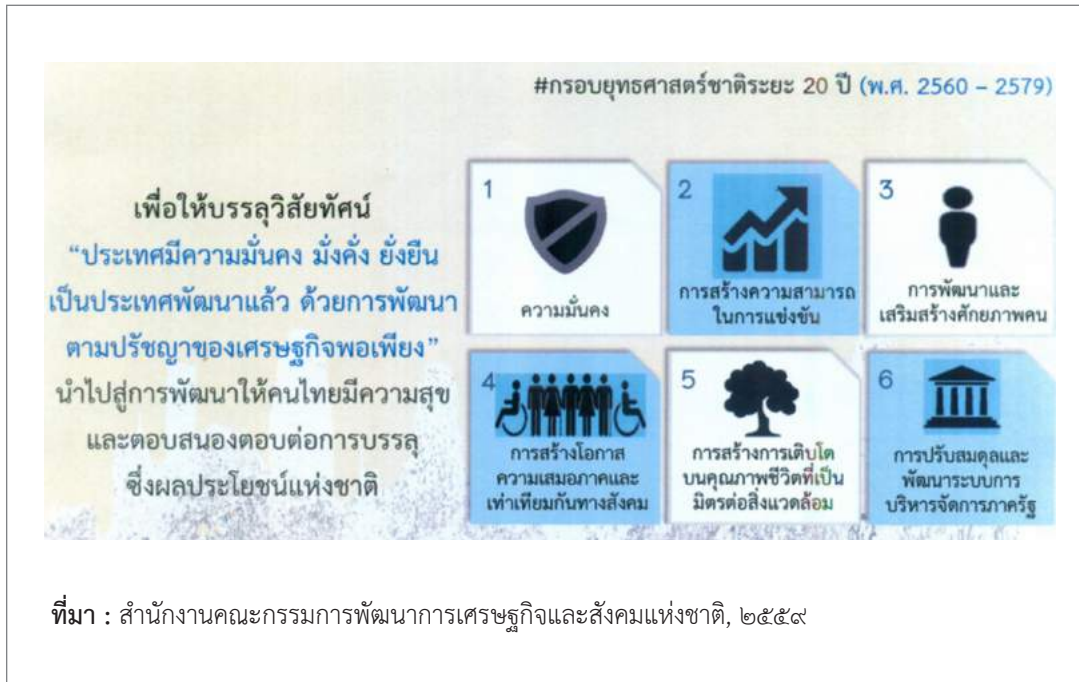 #กรอบยุทธศาสตร์ชาติระยะ 20 ปี (พ.ศ. 2560 – 2579)
เพื่อให้บรรลุวิสัยทัศน์
“ประเทศมีความมั่นคง มั่งคั่ง ยั่งยืน
เป็นประเทศพัฒนาแล้ว ด้วยการพัฒนา
ตามปรัชญาของเศรษฐกิจพอเพียง”
นำไปสู่การพัฒนาให้คนไทยมีความสุข
และตอบสนองตอบต่อการบรรลุ
ซึ่งผลประโยชน์แห่งชาติ
1
ความมั่นคง
2
การสร้างความสามารถ
ในการแข่งขัน
3
การพัฒนาและ
เสริมสร้างศักยภาพคน
4
การสร้างโอกาส
ความเสมอภาคและ
เท่าเทียมกันทางสังคม
5
การสร้างการเติบโต
บนคุณภาพชีวิตที่เป็น
มิตรต่อสิ่งแวดล้อม
6
การปรับสมดุลและ
พัฒนาระบบการ
บริหารจัดการภาครัฐ
ที่มา : สำนักงานคณะกรรมการพัฒนาการเศรษฐกิจและสังคมแห่งชาติ, ๒๕๕๙